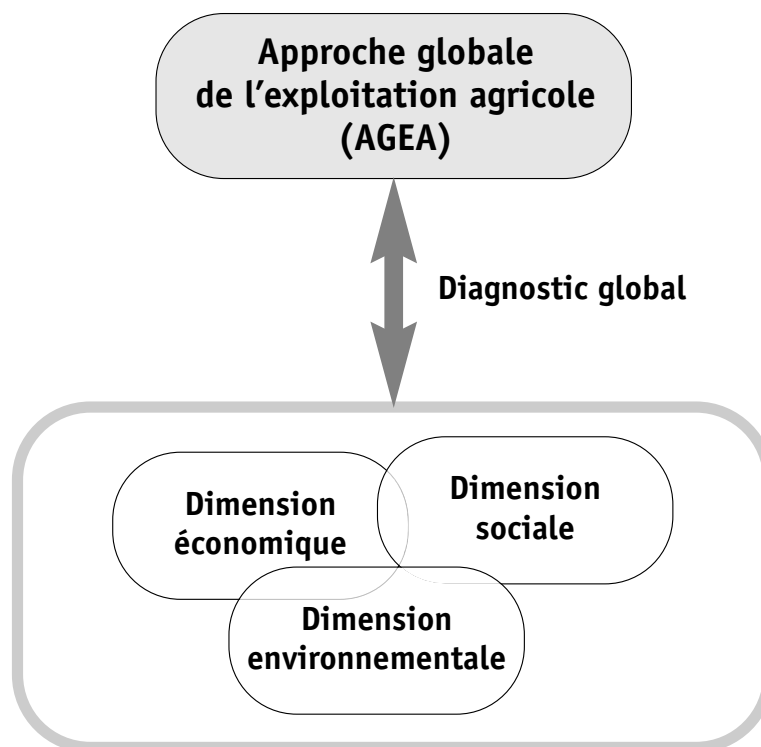 Approche globale
de l’exploitation agricole
(AGEA)
Diagnostic global
Dimension
économique
Dimension
sociale
Dimension
environnementale